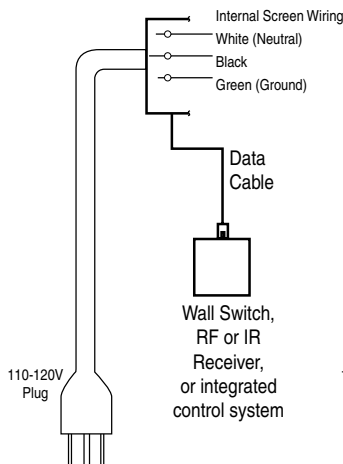 Internal Screen Wiring
White (Neutral)
Black
Green (Ground)
Data
Cable
Wall Switch,
RF or IR
Receiver,
or integrated
control system
110-120V
Plug